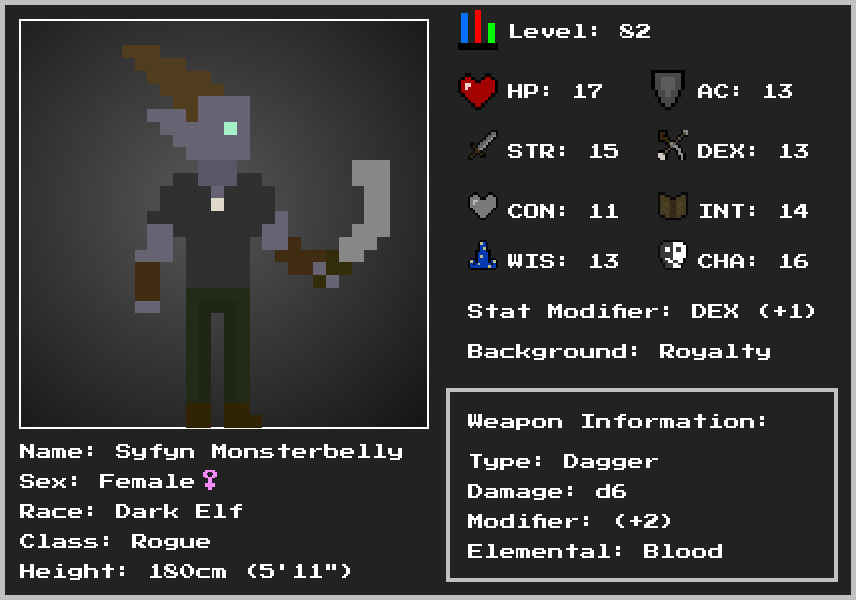 Level: 82
HP: 17 AC: 13
STR: 15 DEX: 13
CON: 11 INT: 14
WIS: 13 CHA: 16
Stat Modifier: DEX (+1)
Background: Royalty
Weapon Information:
Type: Dagger
Damage: d6
Modifier: (+2)
Elemental: Blood
Name: Syfyn Monsterbelly
Sex: Female♀
Race: Dark Elf
Class: Rogue
Height: 180cm (5'11")